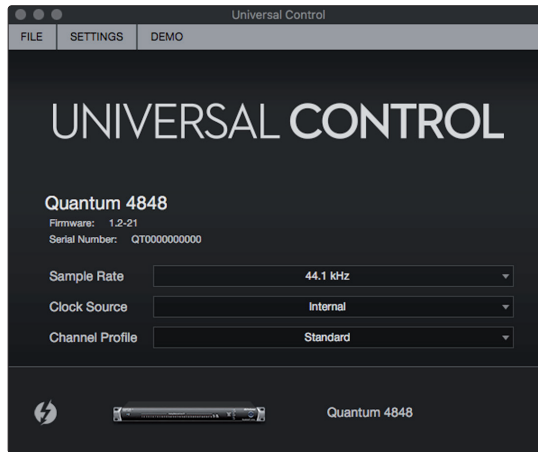 Universal Control
FILE SETTINGS DEMO
UNIVERSAL CONTROL
Quantum 4848
Firmware: 1.2-21
Serial Number: QT0000000000
Sample Rate 44.1 kHz
Clock Source Internal
Channel Profile Standard
Quantum 4848